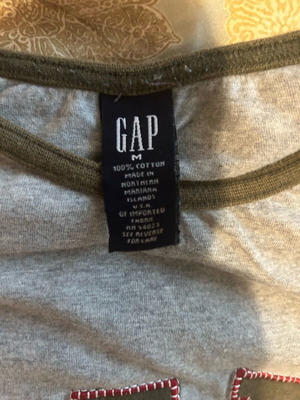 GAP
M
100% COTTON
MADE IN
NORTHERN
MARIANA
ISLANDS
U.S.A.
OF IMPORTED
FABRIC
RN 54023
SEE REVERSE
FOR CARE